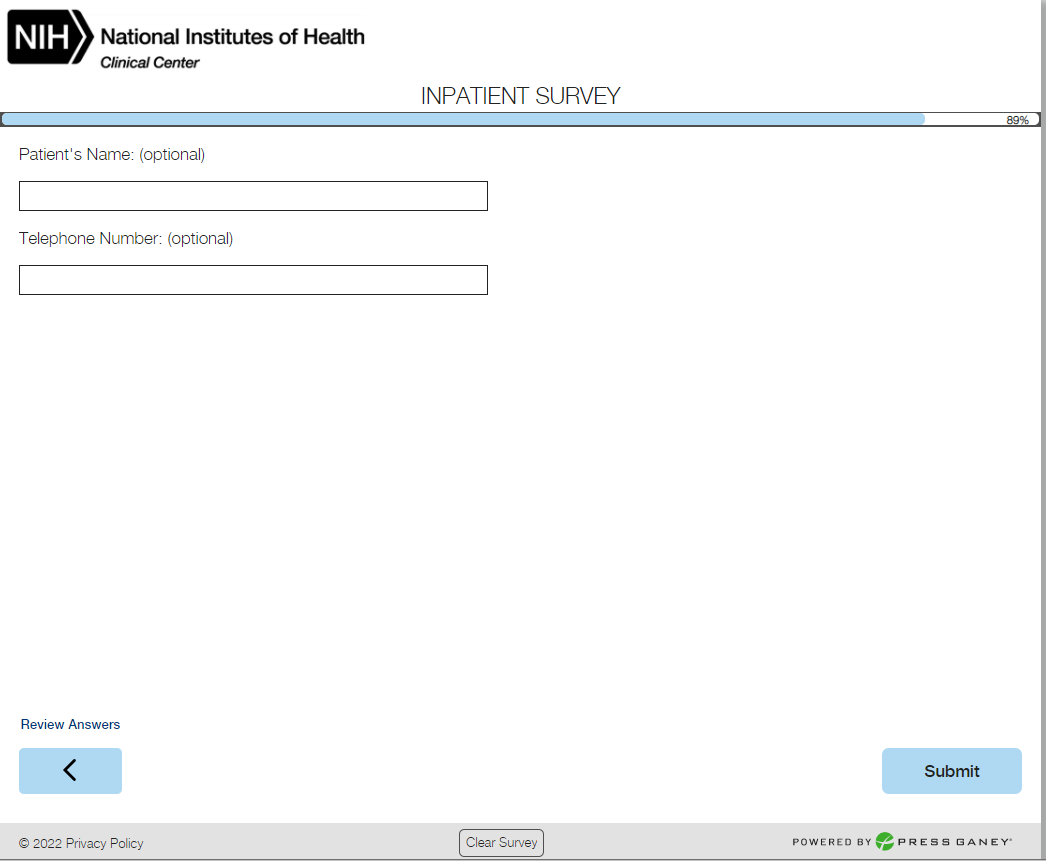 NIH National Institutes of Health
Clinical Center
INPATIENT SURVEY
89%
Patient's Name: (optional)
Telephone Number: (optional)
Review Answers
Submit
© 2022 Privacy Policy
Clear Survey
POWERED BY PRESS GANEY